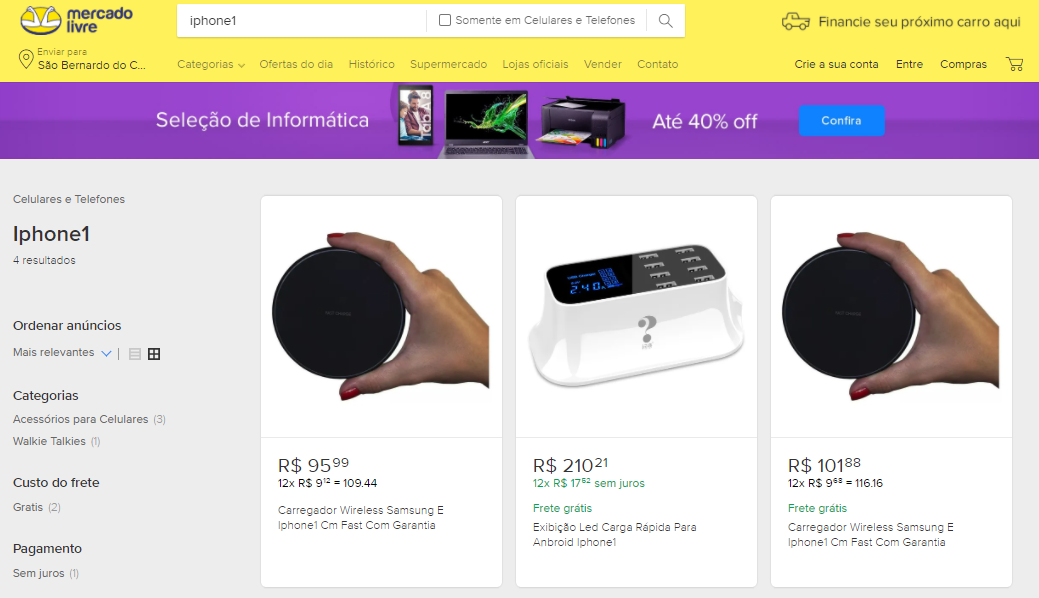 mercado
livre
iphone1
Somente em Celulares e Telefones
Financie seu próximo carro aqui
Enviar para
São Bernardo do C...
Categorias
Ofertas do dia
Histórico
Supermercado
Lojas oficiais
Vender
Contato
Crie a sua conta
Entre
Compras
Seleção de Informática
Até 40% off
Confira
Celulares e Telefones
Iphone1
4 resultados
Ordenar anúncios
Mais relevantes
Categorias
Acessórios para Celulares (3)
Walkie Talkies (1)
Custo do frete
Gratis (2)
Pagamento
Sem juros (1)
R$ 95 99
12x R$ 9 12 = 109.44
Carregador Wireless Samsung E
Iphone1 Cm Fast Com Garantia
R$ 210 21
12x R$ 17 52 sem juros
Frete grátis
Exibição Led Carga Rápida Para
Anbroid Iphone1
R$ 101 88
12x R$ 9 68 = 116.16
Frete grátis
Carregador Wireless Samsung E
Iphone1 Cm Fast Com Garantia